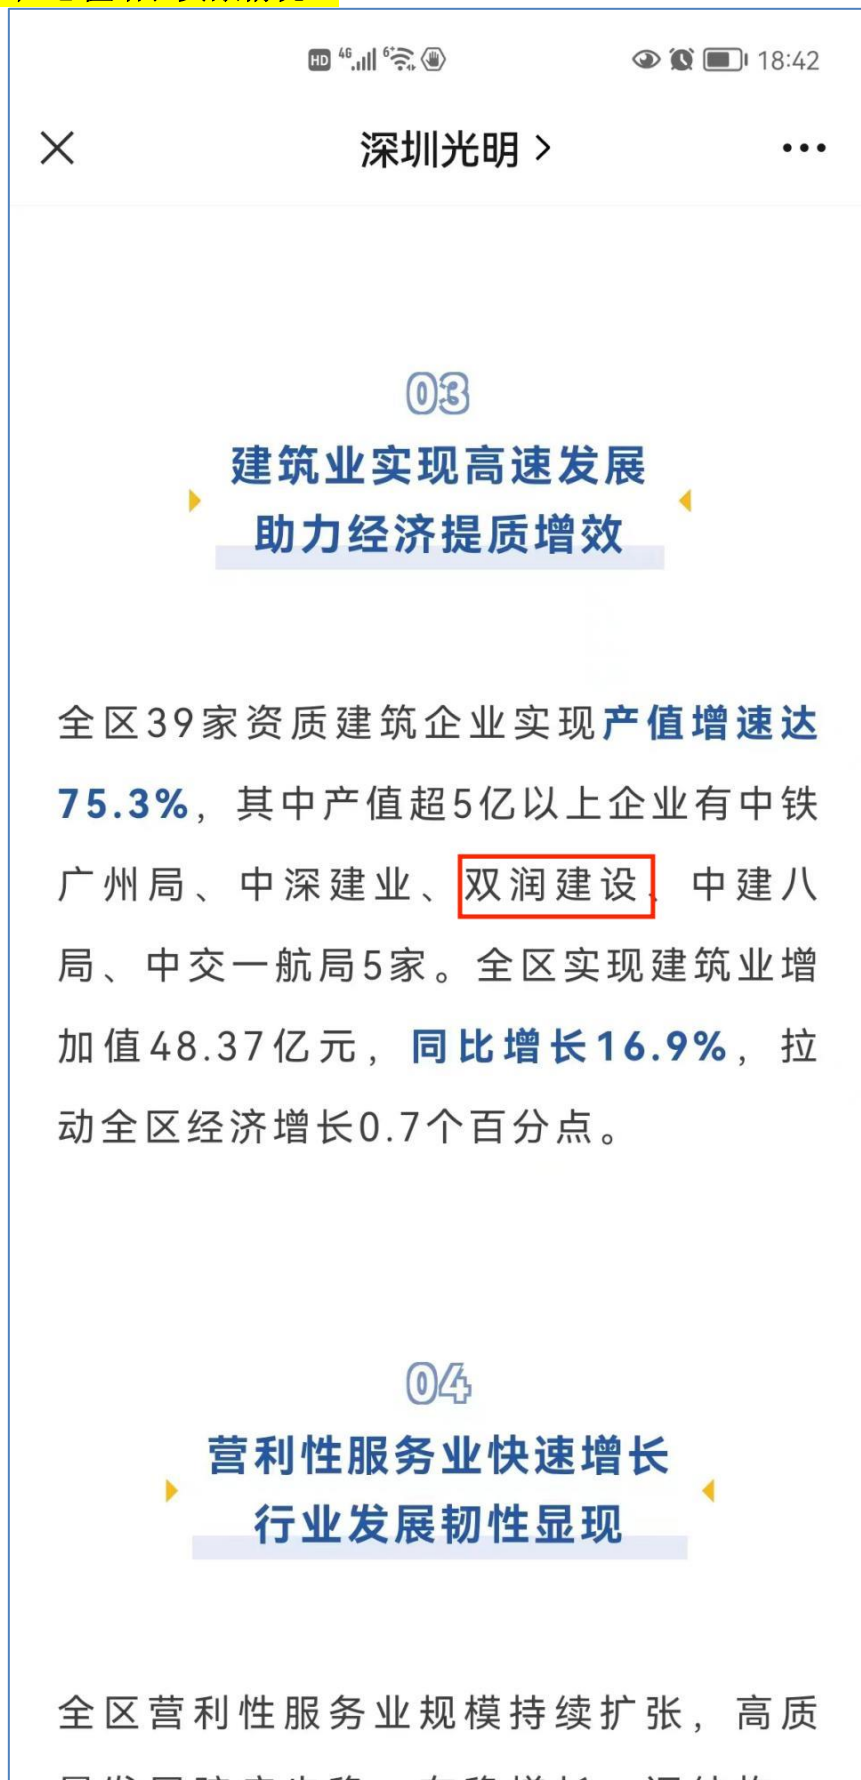 HD 4G 6+ 18:42
深圳光明 >
03
建筑业实现高速发展
助力经济提质增效
全区39家资质建筑企业实现产值增速达
75.3%，其中产值超5亿以上企业有中铁
广州局、中深建业、双润建设、中建八
局、中交一航局5家。全区实现建筑业增
加值48.37亿元，同比增长16.9%，拉
动全区经济增长0.7个百分点。
04
营利性服务业快速增长
行业发展韧性显现
全区营利性服务业规模持续扩张，高质